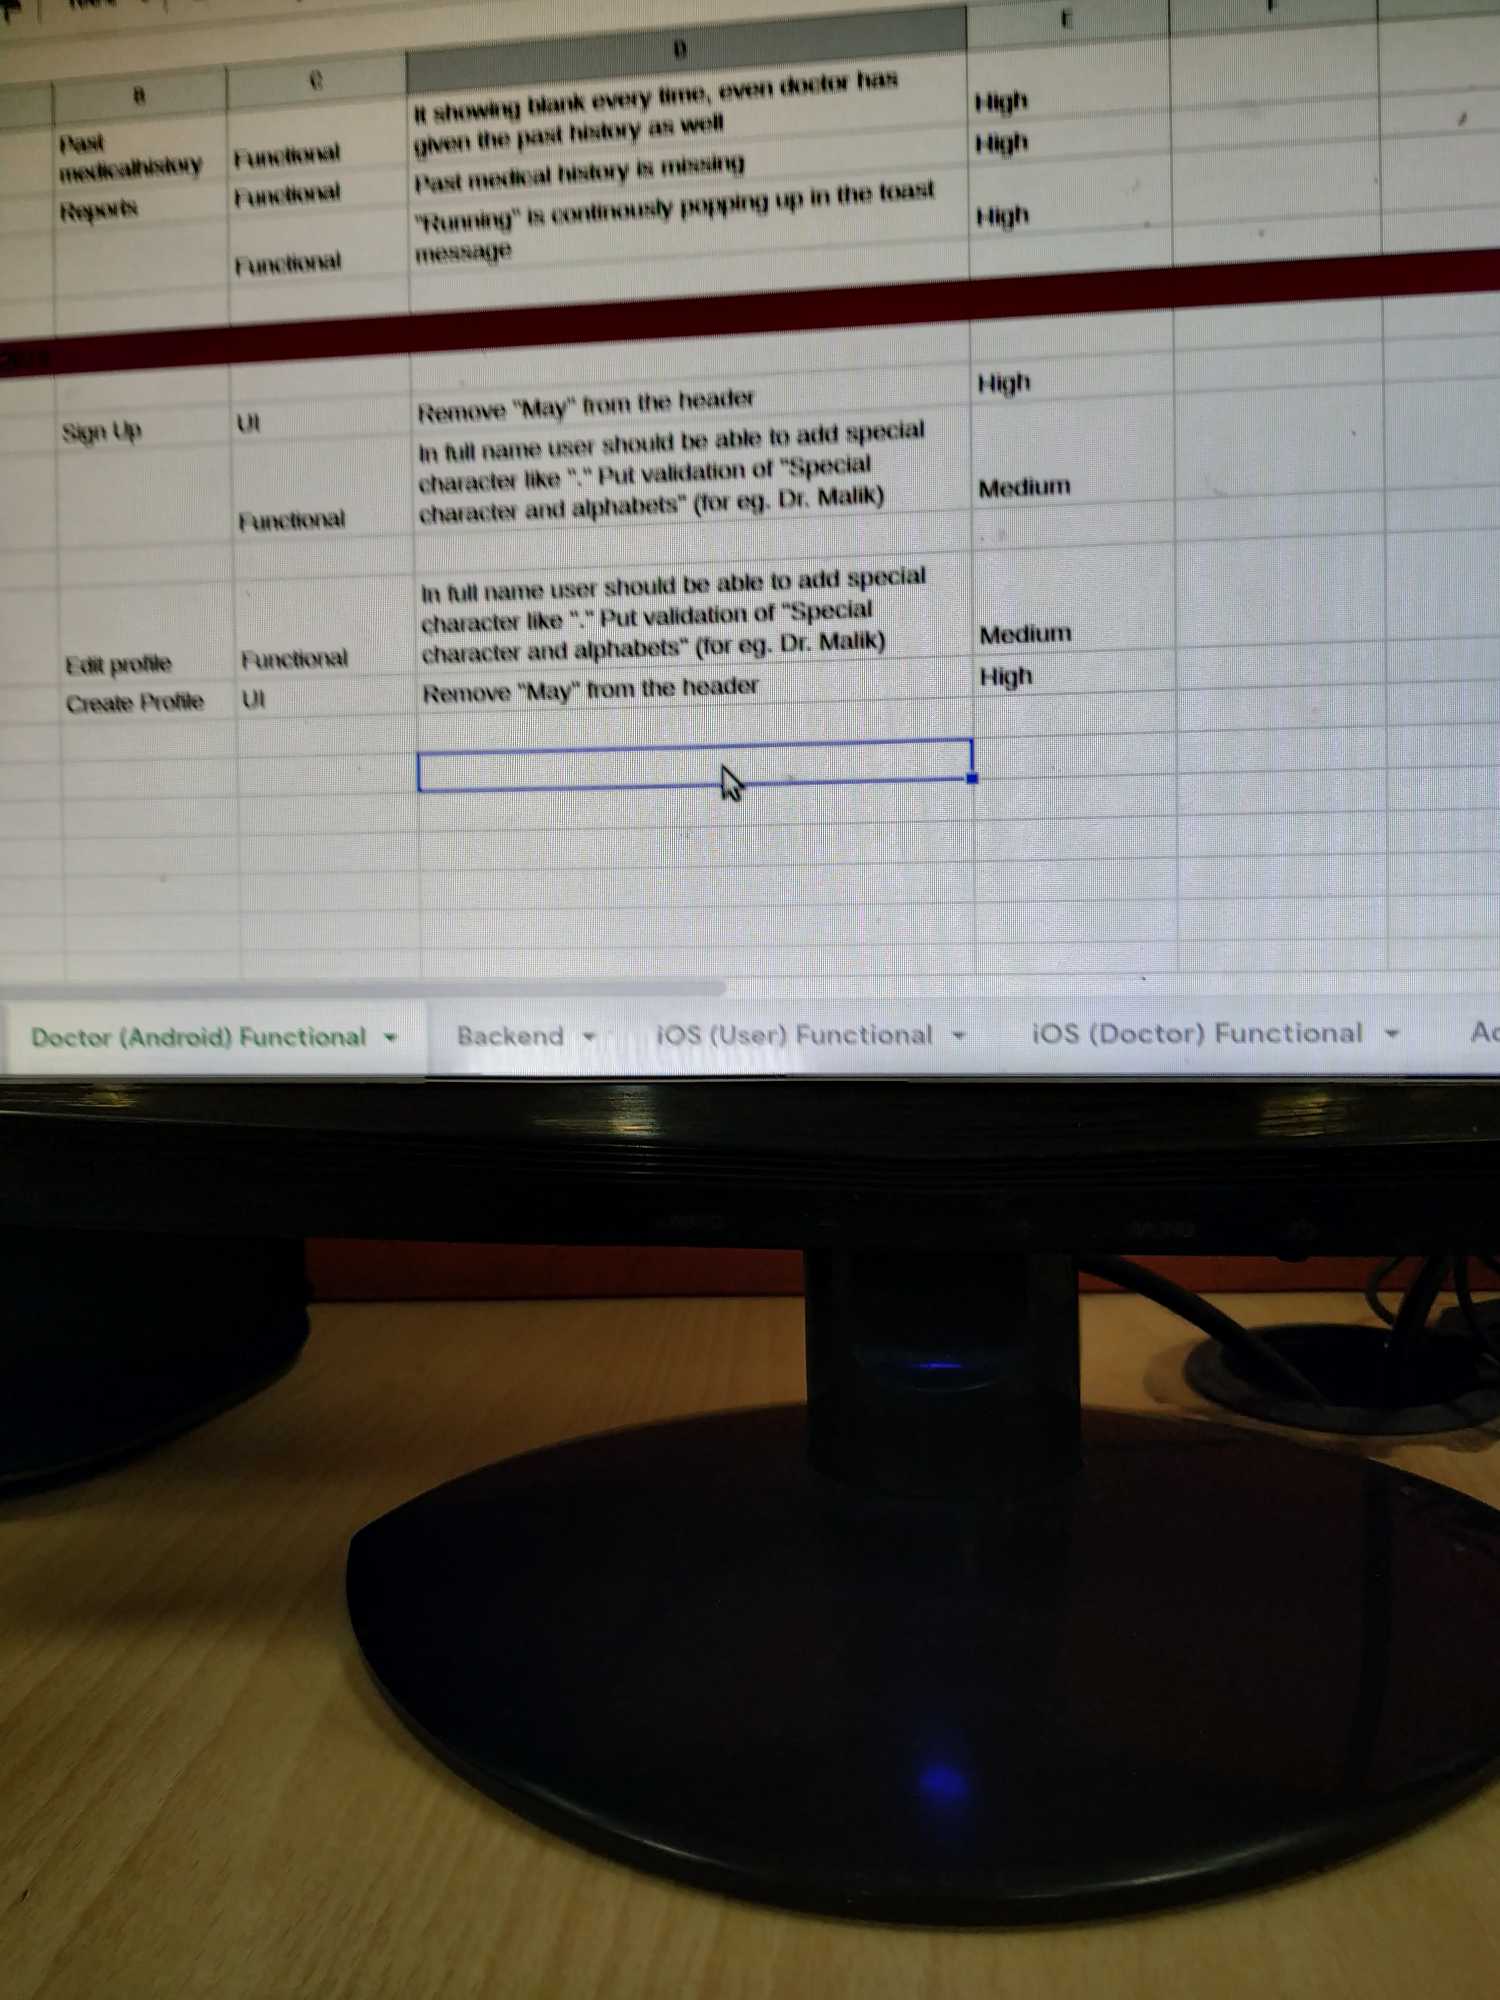 B C D E F
It showing blank every time, even doctor has
given the past history as well
High
Past
medicalhistory
Functional
Past medical history is missing
High
Reports
Functional
"Running" is continously popping up in the toast
message
High
Functional
Sign Up
UI
Remove "May" from the header
High
In full name user should be able to add special
character like "." Put validation of "Special
character and alphabets" (for eg. Dr. Malik)
Functional
Medium
In full name user should be able to add special
character like "." Put validation of "Special
character and alphabets" (for eg. Dr. Malik)
Edit profile
Functional
Medium
Create Profile
UI
Remove "May" from the header
High
Doctor (Android) Functional
Backend
iOS (User) Functional
iOS (Doctor) Functional